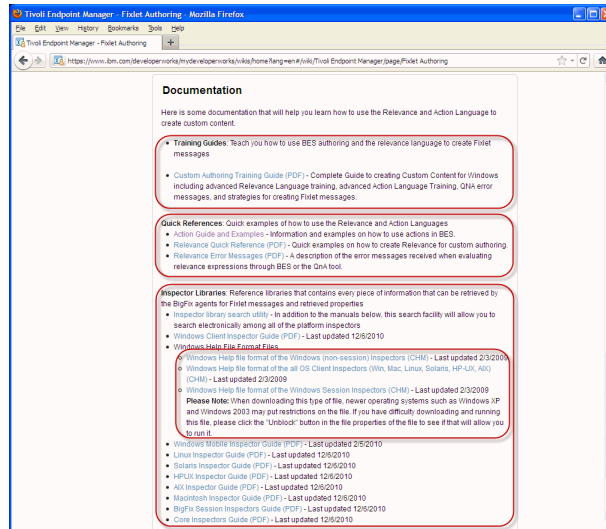 Tivoli Endpoint Manager - Fixlet Authoring - Mozilla Firefox
File Edit View History Bookmarks Tools Help
Tivoli Endpoint Manager - Fixlet Authoring
https://www.ibm.com/developerworks/mydeveloperworks/wikis/home?lang=en#/wiki/Tivoli Endpoint Manager/page/Fixlet Authoring
Documentation
Here is some documentation that will help you learn how to use the Relevance and Action Language to
create custom content.
• Training Guides: Teach you how to use BES authoring and the relevance language to create Fixlet
messages
• Custom Authoring Training Guide (PDF) - Complete Guide to creating Custom Content for Windows
including advanced Relevance Language training, advanced Action Language Training, QNA error
messages, and strategies for creating Fixlet messages.
Quick References: Quick examples of how to use the Relevance and Action Languages
• Action Guide and Examples - Information and examples on how to use actions in BES.
• Relevance Quick Reference (PDF) - Quick examples on how to create Relevance for custom authoring.
• Relevance Error Messages (PDF) - A description of the error messages received when evaluating
relevance expressions through BES or the QnA tool.
Inspector Libraries: Reference libraries that contains every piece of information that can be retrieved by
the BigFix agents for Fixlet messages and retrieved properties
• Inspector library search utility - In addition to the manuals below, this search facility will allow you to
search electronically among all of the platform inspectors
• Windows Client Inspector Guide (PDF) - Last updated 12/6/2010
• Windows Help File Format Files
○ Windows Help file format of the Windows (non-session) Inspectors (CHM) - Last updated 2/3/2009
○ Windows Help file format of the all OS Client Inspectors (Win, Mac, Linux, Solaris, HP-UX, AIX)
(CHM) - Last updated 2/3/2009
○ Windows Help file format of the Windows Session Inspectors (CHM) - Last updated 2/3/2009
Please Note: When downloading this type of file, newer operating systems such as Windows XP
and Windows 2003 may put restrictions on the file. If you have difficulty downloading and running
this file, please click the "Unblock" button in the file properties of the file to see if that will allow you
to run it.
• Windows Mobile Inspector Guide (PDF) - Last updated 2/5/2010
• Linux Inspector Guide (PDF) - Last updated 12/6/2010
• Solaris Inspector Guide (PDF) - Last updated 12/6/2010
• HPUX Inspector Guide (PDF) - Last updated 12/6/2010
• AIX Inspector Guide (PDF) - Last updated 12/6/2010
• Macintosh Inspector Guide (PDF) - Last updated 12/6/2010
• BigFix Session Inspectors Guide (PDF) - Last updated 12/6/2010
• Core Inspectors Guide (PDF) - Last updated 12/6/2010